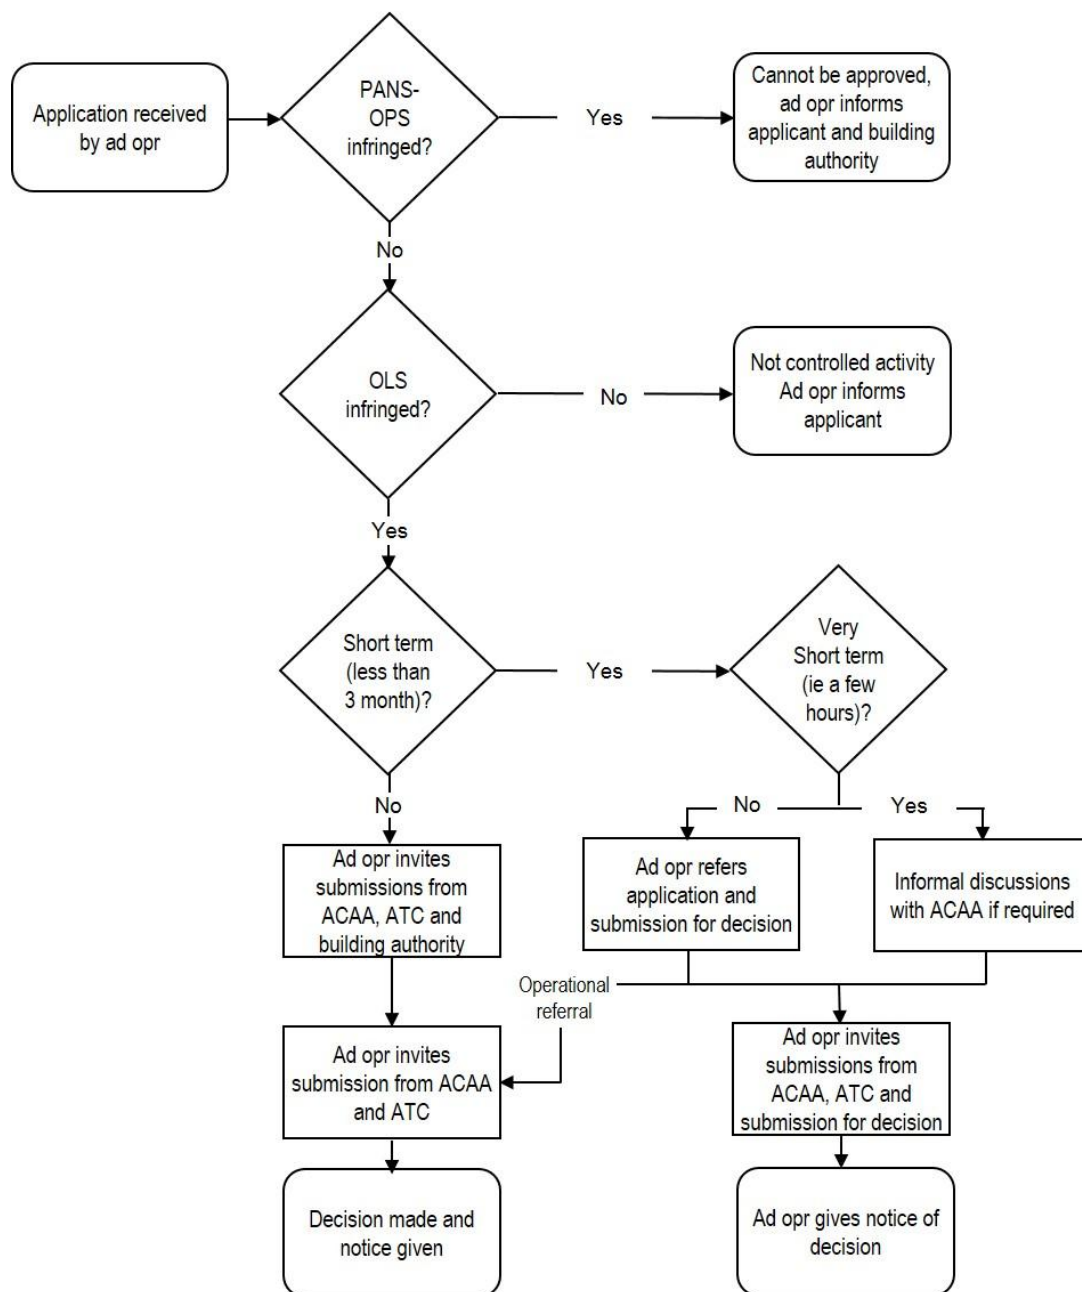 Application received
by ad opr
PANS-
OPS
infringed?
Yes
Cannot be approved,
ad opr informs
applicant and building
authority
No
OLS
infringed?
No
Not controlled activity
Ad opr informs
applicant
Yes
Short term
(less than
3 month)?
Yes
Very
Short term
(ie a few
hours)?
No
No
Yes
Ad opr invites
submissions from
ACAA, ATC and
building authority
Ad opr refers
application and
submission for decision
Informal discussions
with ACAA if required
Operational
referral
Ad opr invites
submission from ACAA
and ATC
Ad opr invites
submissions from
ACAA, ATC and
submission for decision
Decision made and
notice given
Ad opr gives notice of
decision